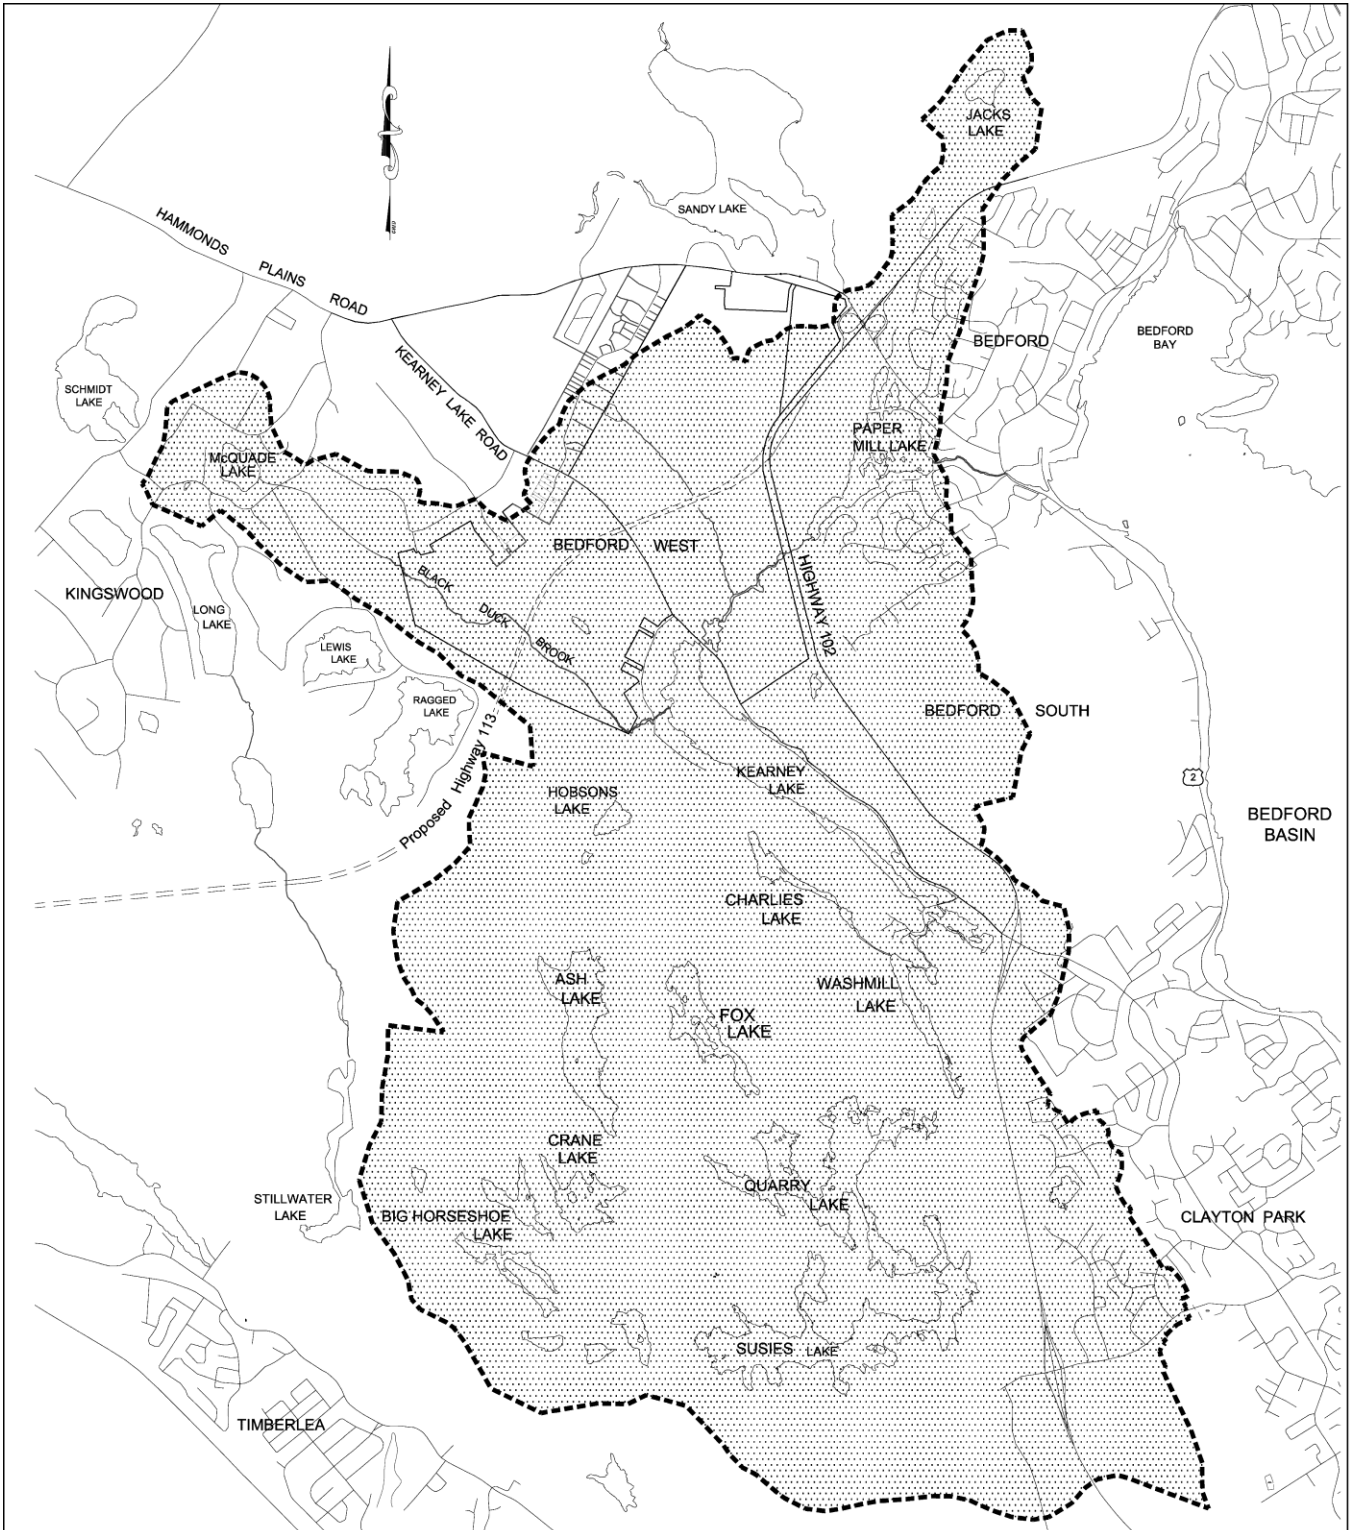 JACKS
LAKE
SANDY LAKE
HAMMONDS
PLAINS
ROAD
BEDFORD
BAY
BEDFORD
KEARNEY LAKE ROAD
SCHMIDT
LAKE
PAPER
MILL LAKE
McQUADE
LAKE
BEDFORD WEST
HIGHWAY 102
BLACK
DUCK
BROOK
KINGSWOOD
LONG
LAKE
LEWIS
LAKE
RAGGED
LAKE
BEDFORD SOUTH
Proposed Highway 113
KEARNEY
LAKE
2
HOBSONS
LAKE
BEDFORD
BASIN
CHARLIES
LAKE
ASH
LAKE
WASHMILL
LAKE
FOX
LAKE
CRANE
LAKE
QUARRY
LAKE
STILLWATER
LAKE
BIG HORSESHOE
LAKE
CLAYTON PARK
SUSIES LAKE
TIMBERLEA